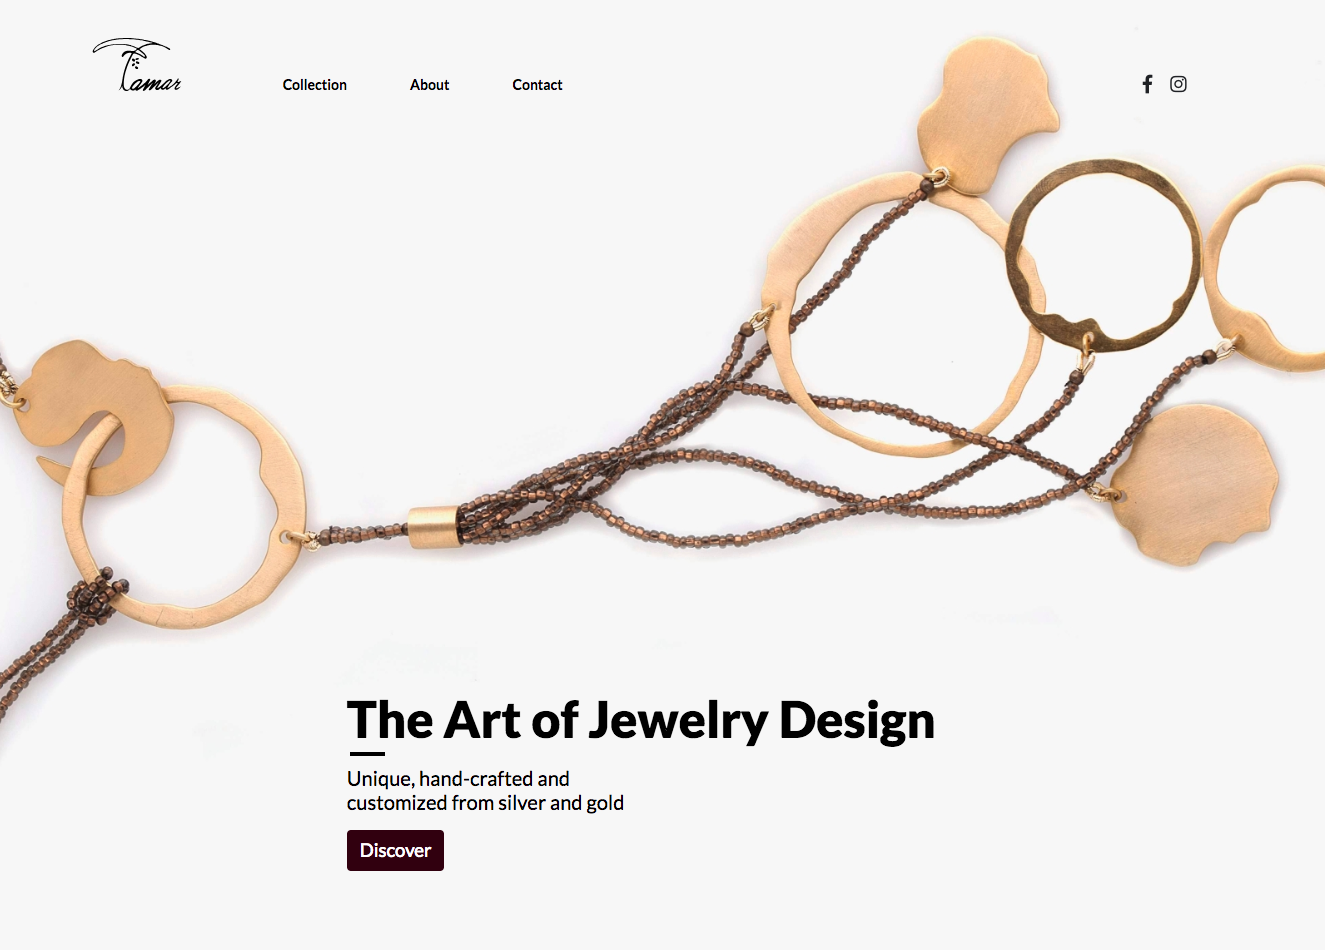 Tamar
Collection
About
Contact
The Art of Jewelry Design
Unique, hand-crafted and
customized from silver and gold
Discover